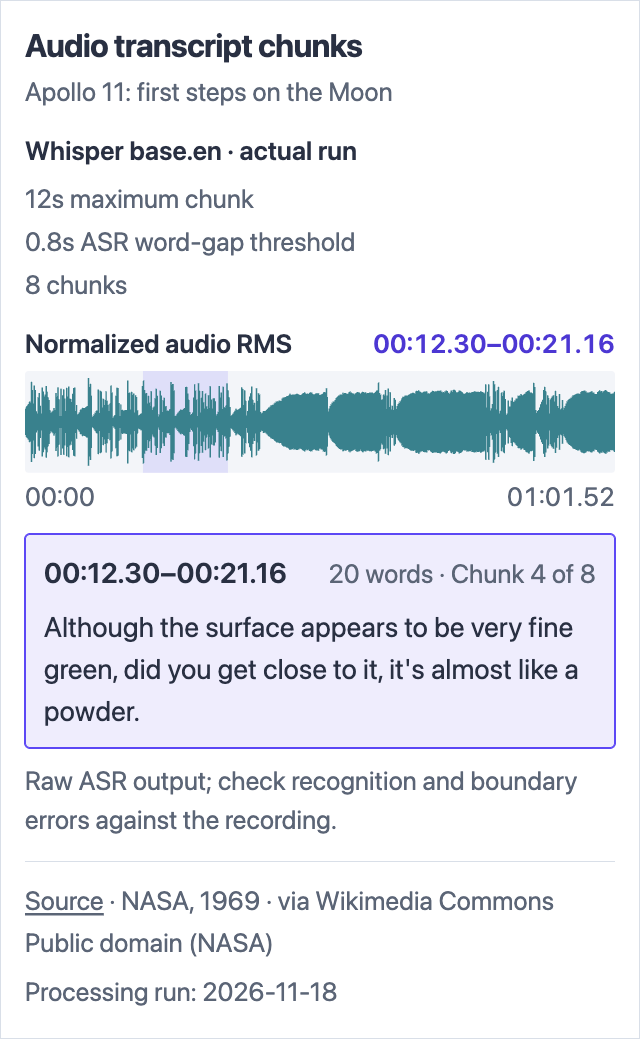 Audio transcript chunks
Apollo 11: first steps on the Moon
Whisper base.en · actual run
12s maximum chunk
0.8s ASR word-gap threshold
8 chunks
Normalized audio RMS 00:12.30–00:21.16
00:00 01:01.52
00:12.30–00:21.16 20 words · Chunk 4 of 8
Although the surface appears to be very fine
green, did you get close to it, it's almost like a
powder.
Raw ASR output; check recognition and boundary
errors against the recording.
Source · NASA, 1969 · via Wikimedia Commons
Public domain (NASA)
Processing run: 2026-11-18